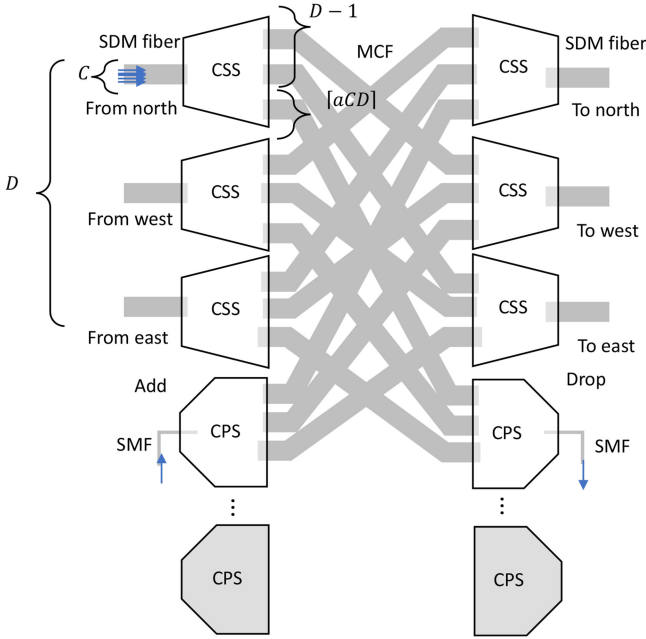 D − 1
SDM fiber
CSS
MCF
CSS
SDM fiber
C
⌈aCD⌉
From north
To north
D
CSS
CSS
From west
To west
CSS
CSS
From east
To east
Add
Drop
SMF
CPS
CPS
SMF
⋮
⋮
CPS
CPS